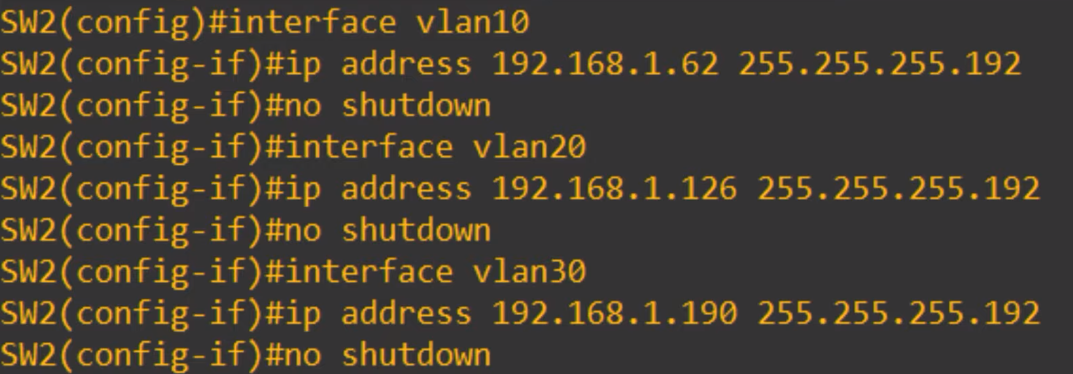 SW2(config)#interface vlan10
SW2(config-if)#ip address 192.168.1.62 255.255.255.192
SW2(config-if)#no shutdown
SW2(config-if)#interface vlan20
SW2(config-if)#ip address 192.168.1.126 255.255.255.192
SW2(config-if)#no shutdown
SW2(config-if)#interface vlan30
SW2(config-if)#ip address 192.168.1.190 255.255.255.192
SW2(config-if)#no shutdown